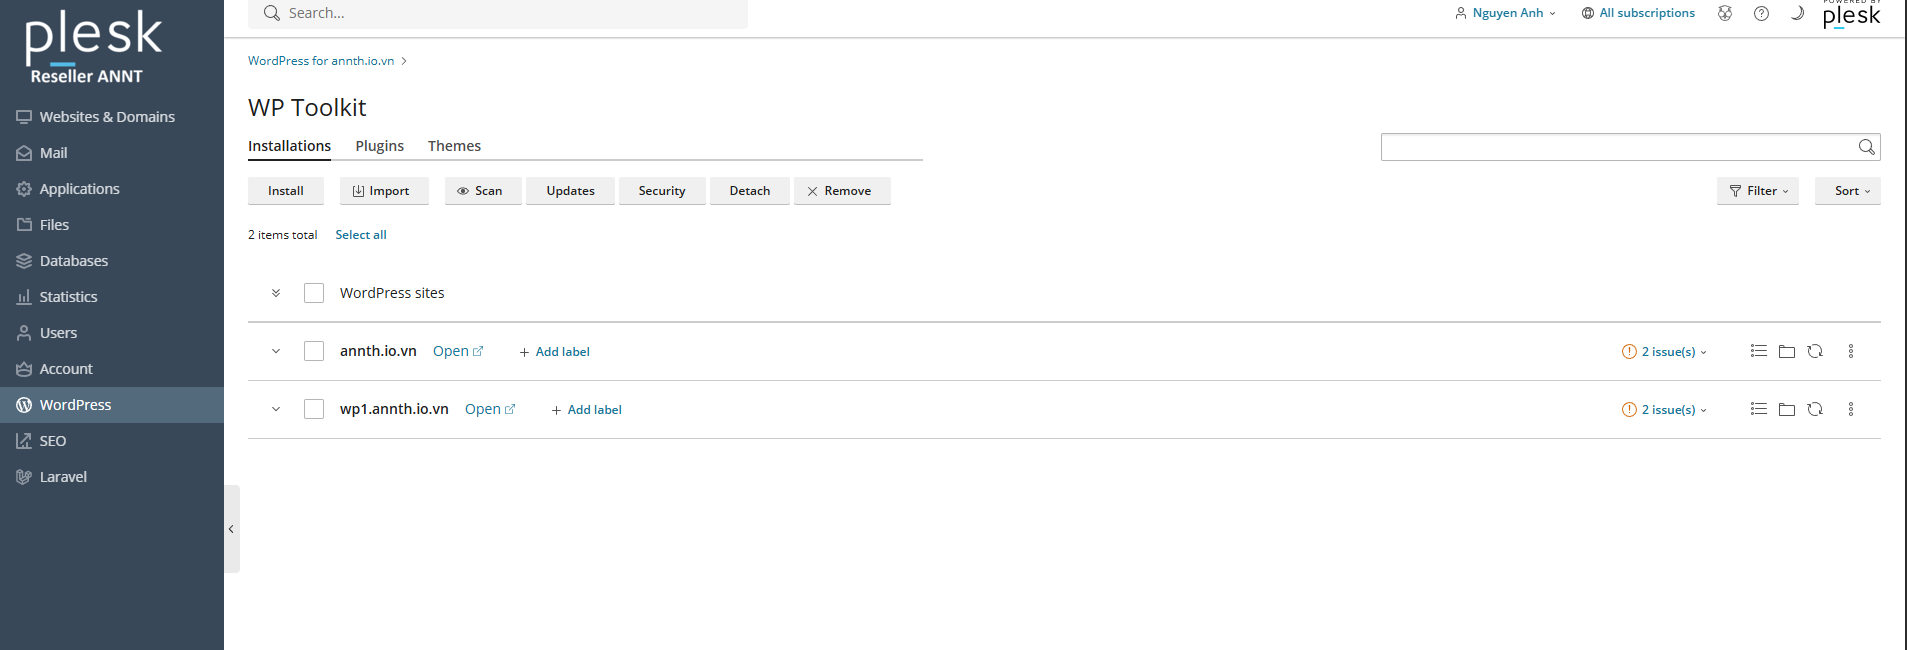 plesk
Reseller ANNT
Websites & Domains
Mail
Applications
Files
Databases
Statistics
Users
Account
WordPress
SEO
Laravel
Search...
Nguyen Anh
All subscriptions
POWERED BY
plesk
WordPress for annth.io.vn
WP Toolkit
Installations Plugins Themes
Install Import Scan Updates Security Detach Remove Filter Sort
2 items total Select all
WordPress sites
annth.io.vn Open + Add label 2 issue(s)
wp1.annth.io.vn Open + Add label 2 issue(s)